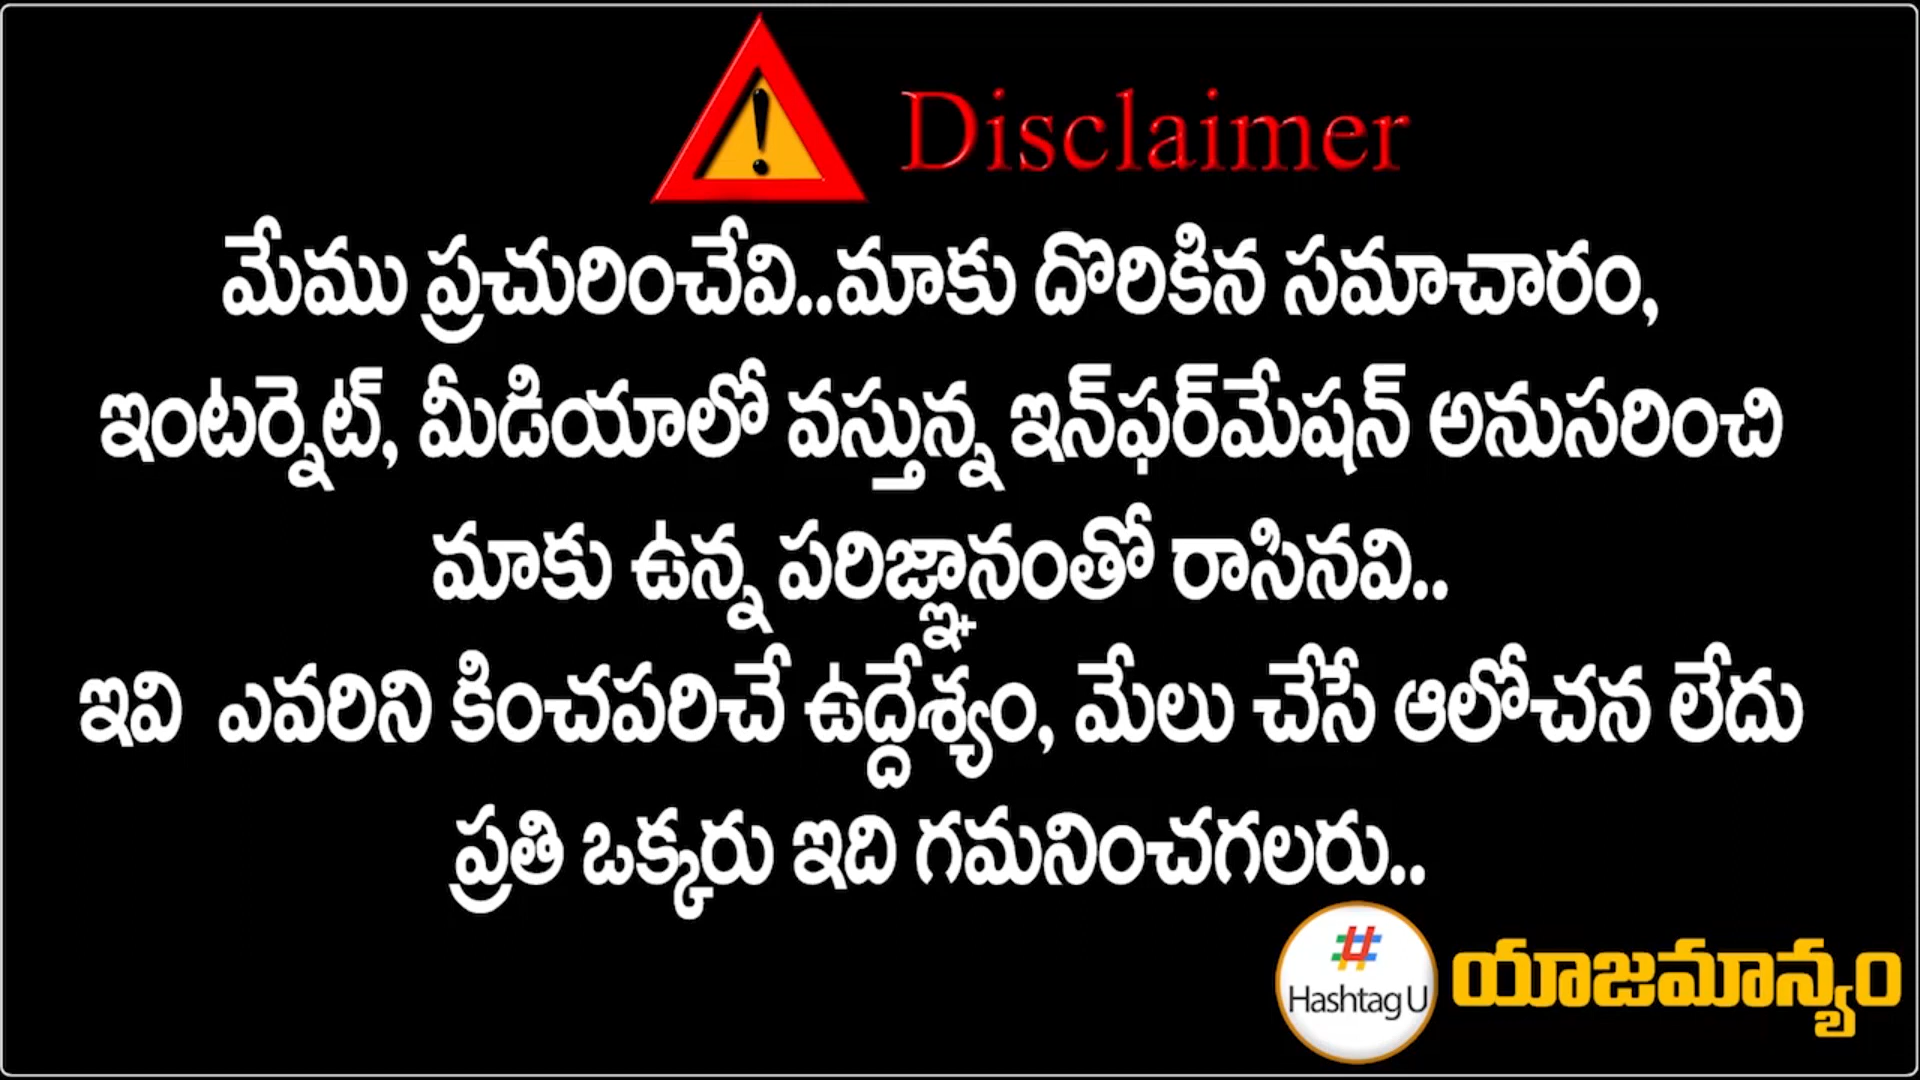 Disclaimer
మేము ప్రచురించేవి..మాకు దొరికిన సమాచారం,
ఇంటర్నెట్, మీడియాలో వస్తున్న ఇన్‌ఫర్‌మేషన్ అనుసరించి
మాకు ఉన్న పరిజ్ఞానంతో రాసినవి..
ఇవి ఎవరిని కించపరిచే ఉద్దేశ్యం, మేలు చేసే ఆలోచన లేదు
ప్రతి ఒక్కరు ఇది గమనించగలరు..
#
Hashtag U
యాజమాన్యం